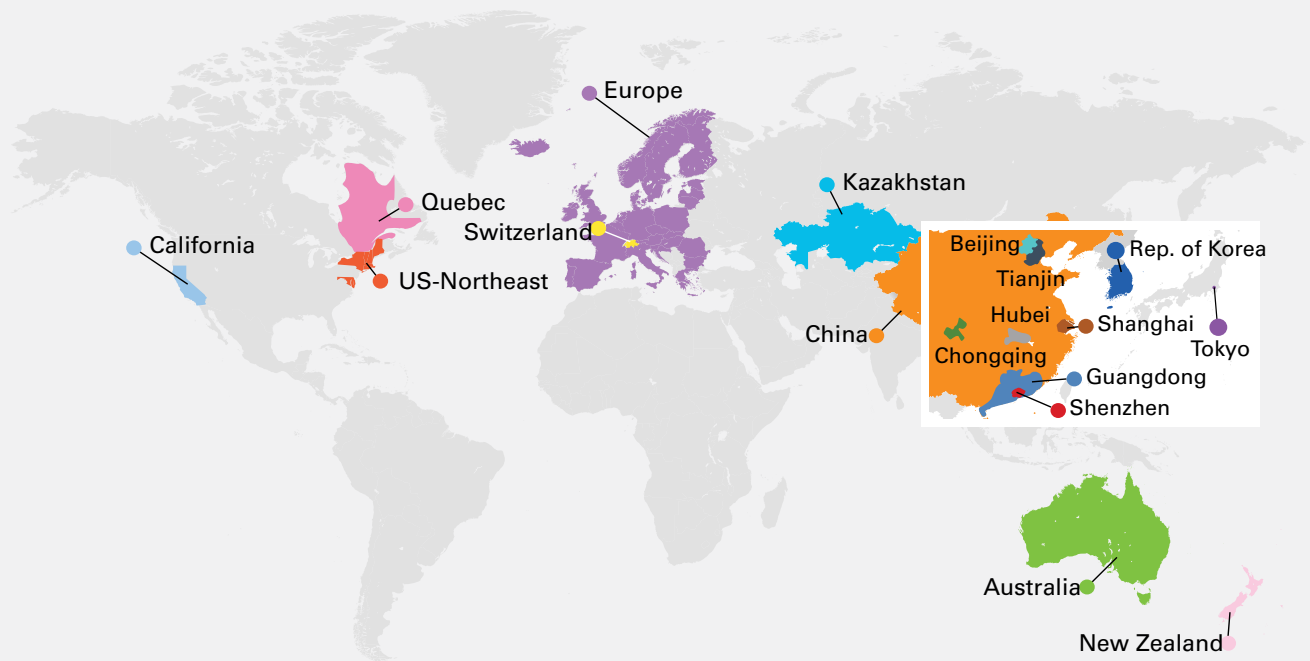 Europe
Kazakhstan
Quebec
Switzerland
California
Beijing
Rep. of Korea
US-Northeast
Tianjin
Hubei
Shanghai
China
Tokyo
Chongqing
Guangdong
Shenzhen
Australia
New Zealand